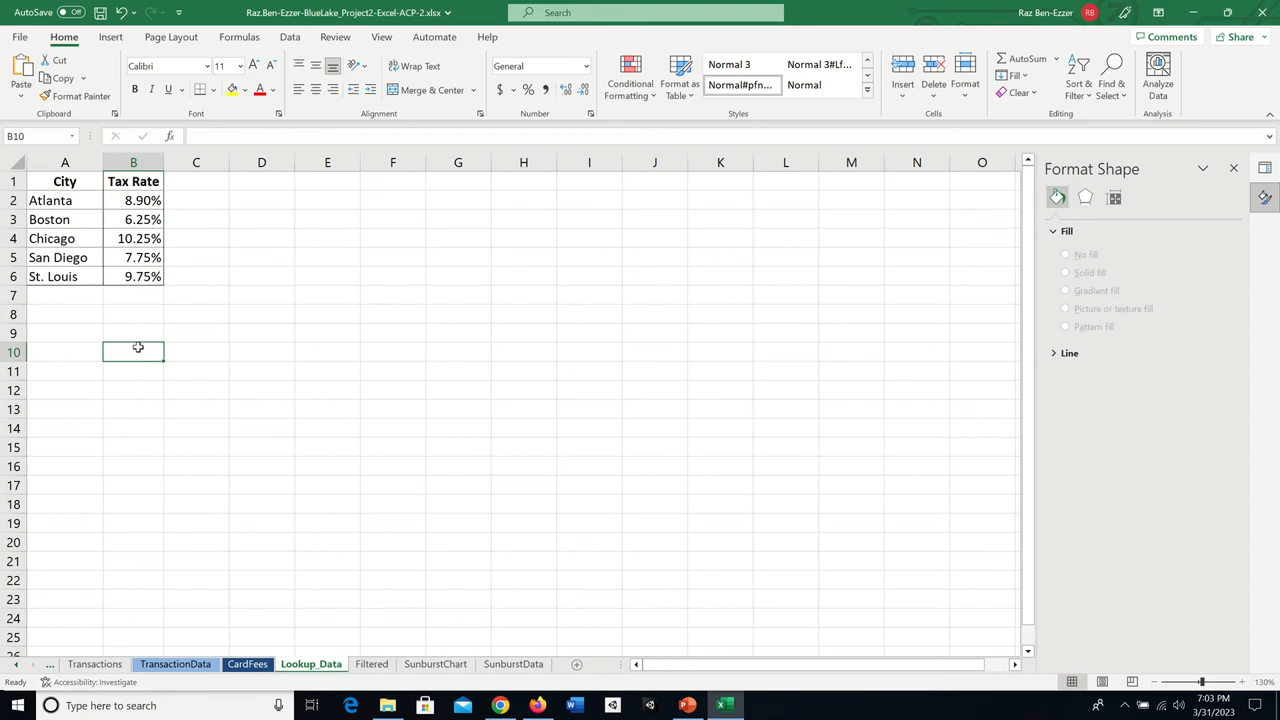 AutoSave Off Raz.Ben-Ezzer-BlueLake_Project2-Excel-ACP-2.xlsx Search Raz Ben-Ezzer RB
File Home Insert Page Layout Formulas Data Review View Automate Help Comments Share
Paste Cut Copy Format Painter Clipboard
Calibri 11 B I U A Font
Wrap Text Merge & Center Alignment
General $ % Number
Conditional Formatting Format as Table Normal 3 Normal 3#Lf... Normal#pfn... Normal Styles
Insert Delete Format Cells
AutoSum Fill Clear Sort & Filter Find & Select Editing
Analyze Data Analysis
B10 fx
A B C D E F G H I J K L M N O
1 City Tax Rate
2 Atlanta 8.90%
3 Boston 6.25%
4 Chicago 10.25%
5 San Diego 7.75%
6 St. Louis 9.75%
7
8
9
10
11
12
13
14
15
16
17
18
19
20
21
22
23
24
25
Format Shape
Fill
No fill
Solid fill
Gradient fill
Picture or texture fill
Pattern fill
Line
... Transactions TransactionData CardFees Lookup_Data Filtered SunburstChart SunburstData
Ready Accessibility: Investigate 130%
Type here to search 7:03 PM
3/31/2023